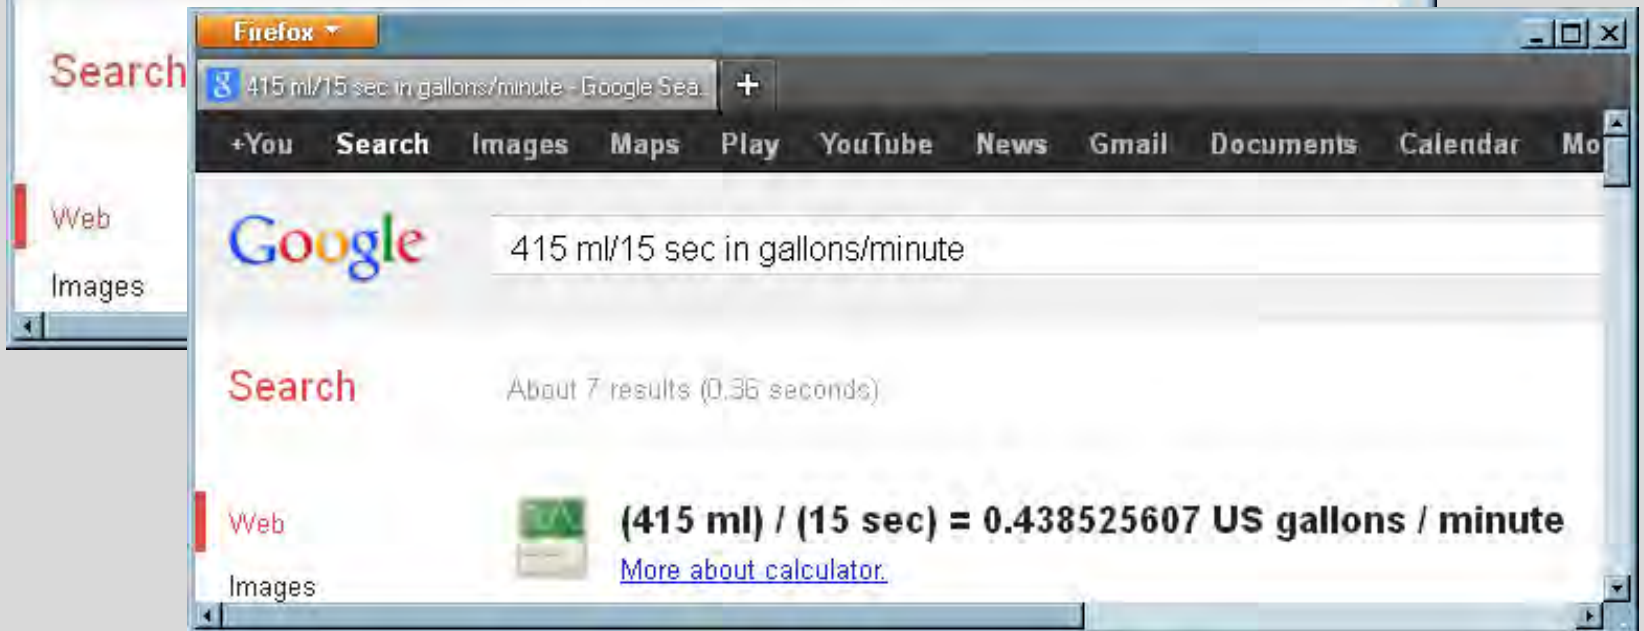 Search
Web
Images
Firefox
415 ml/15 sec in gallons/minute - Google Sea...
+You Search Images Maps Play YouTube News Gmail Documents Calendar Mo
Google
415 ml/15 sec in gallons/minute
Search
About 7 results (0.36 seconds)
Web
(415 ml) / (15 sec) = 0.438525607 US gallons / minute
More about calculator.
Images